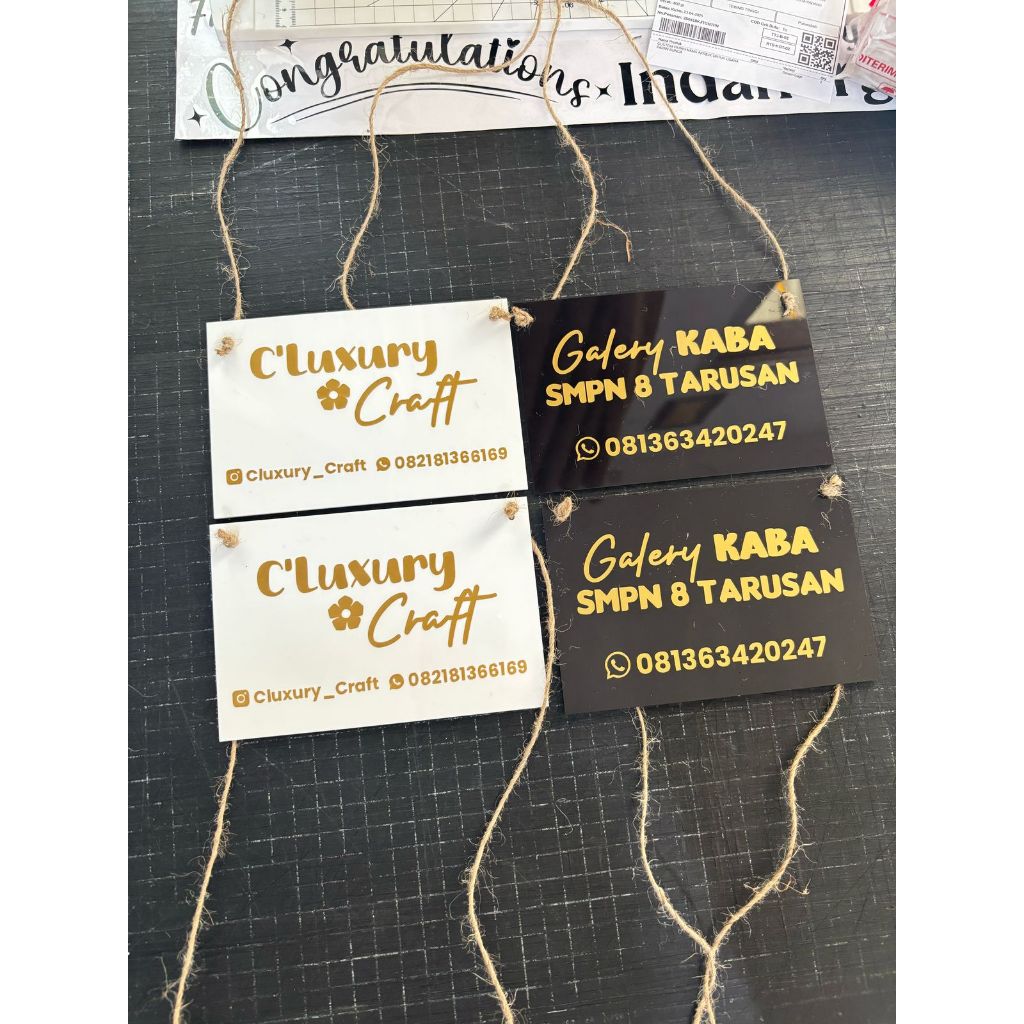 Congratulations
C'Luxury
Craft
Cluxury_Craft 082181366169
Galery KABA
SMPN 8 TARUSAN
081363420247
C'Luxury
Craft
Cluxury_Craft 082181366169
Galery KABA
SMPN 8 TARUSAN
081363420247